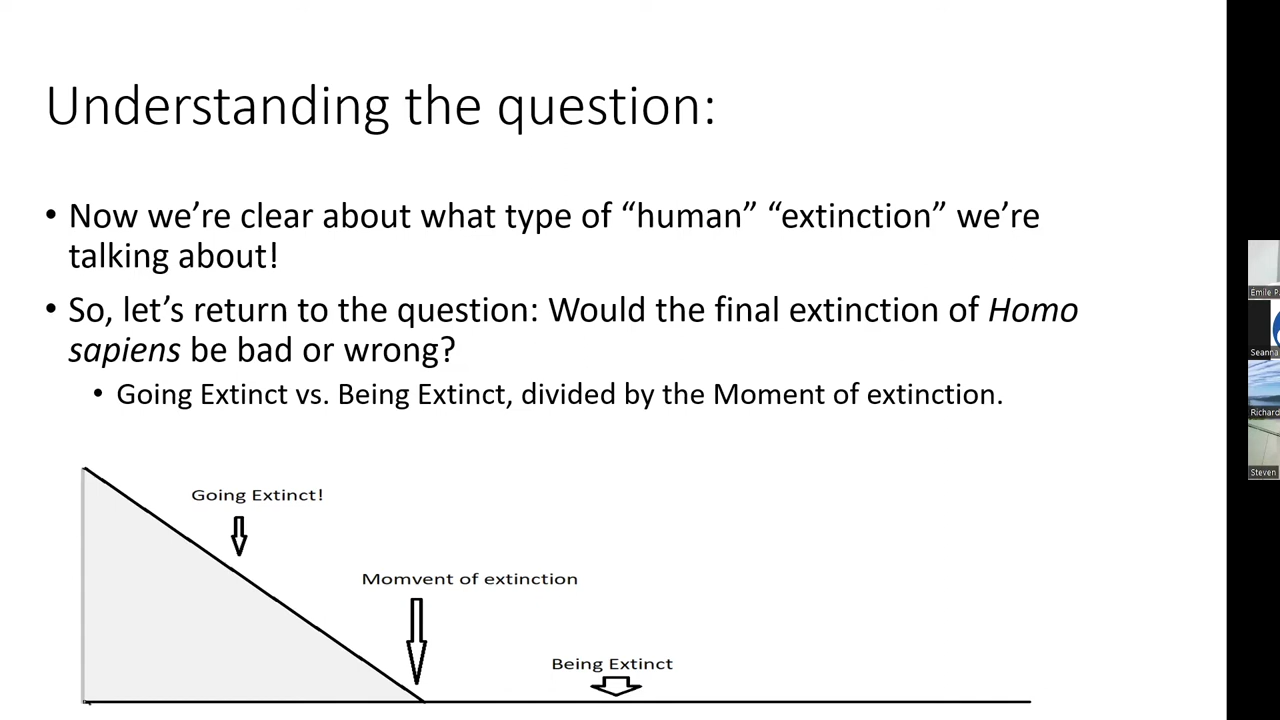 Understanding the question:
• Now we’re clear about what type of “human” “extinction” we’re
talking about!
• So, let’s return to the question: Would the final extinction of Homo
sapiens be bad or wrong?
• Going Extinct vs. Being Extinct, divided by the Moment of extinction.
Going Extinct!
Momvent of extinction
Being Extinct
Emile P.
Seanna
Richard
Steven